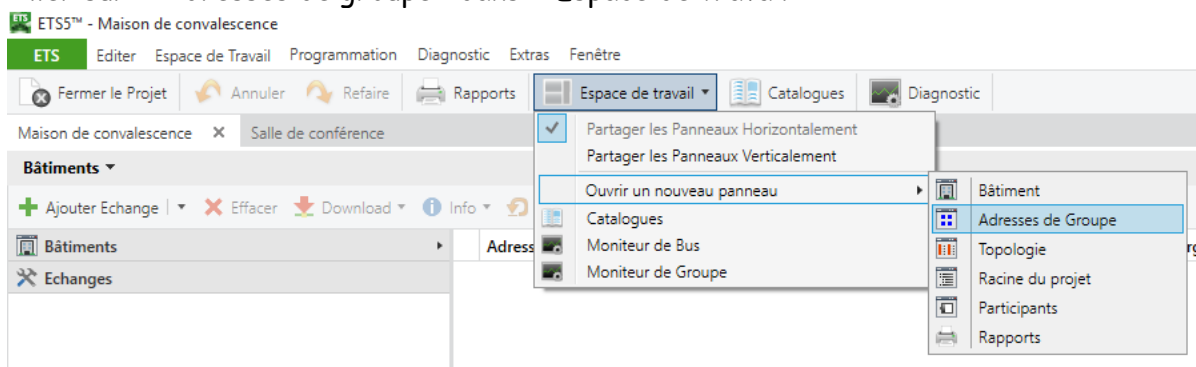 ETS5™ - Maison de convalescence
ETS Editer Espace de Travail Programmation Diagnostic Extras Fenêtre
Fermer le Projet Annuler Refaire Rapports Espace de travail Catalogues Diagnostic
Maison de convalescence Salle de conférence
Partager les Panneaux Horizontalement
Partager les Panneaux Verticalement
Bâtiments
Ouvrir un nouveau panneau
Bâtiment
Ajouter Echange Effacer Download Info
Catalogues
Adresses de Groupe
Bâtiments
Adress
Moniteur de Bus
Topologie
Echanges
Moniteur de Groupe
Racine du projet
Participants
Rapports